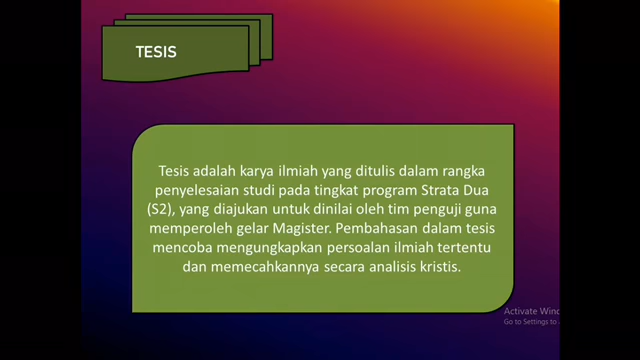 TESIS
Tesis adalah karya ilmiah yang ditulis dalam rangka
penyelesaian studi pada tingkat program Strata Dua
(S2), yang diajukan untuk dinilai oleh tim penguji guna
memperoleh gelar Magister. Pembahasan dalam tesis
mencoba mengungkapkan persoalan ilmiah tertentu
dan memecahkannya secara analisis kristis.
Activate Wind
Go to Settings to